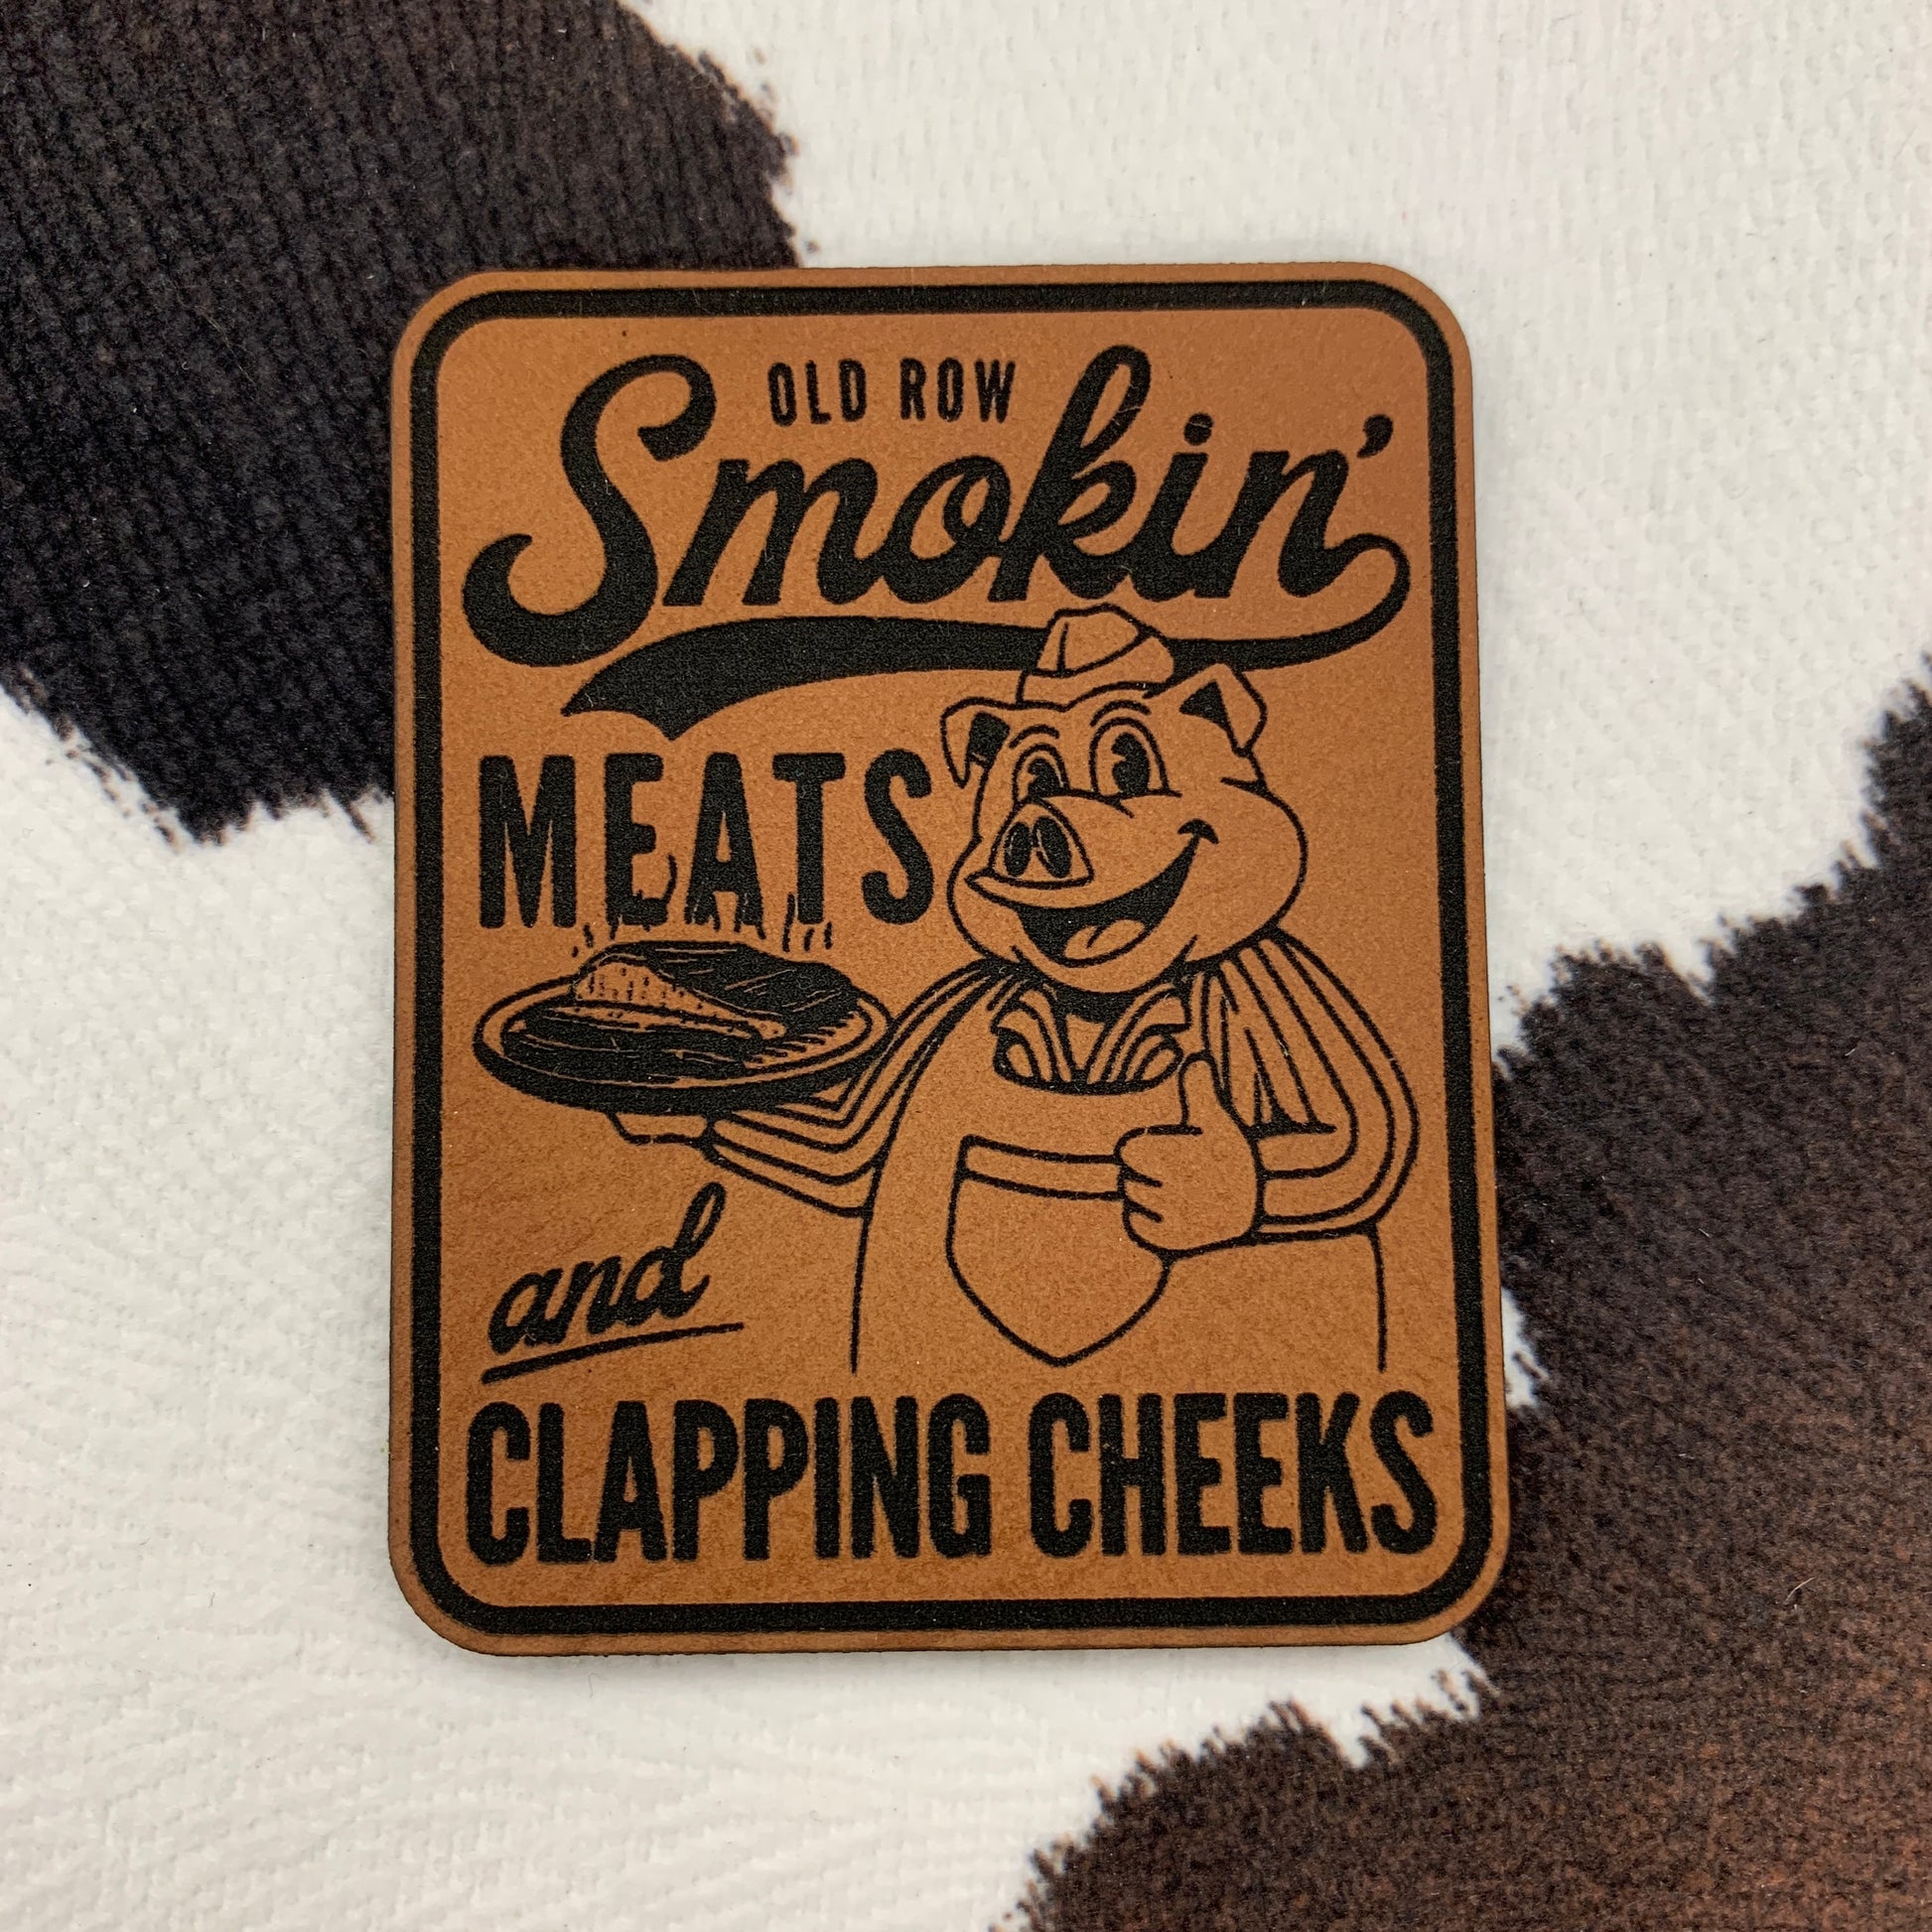 OLD ROW
Smokin'
MEATS
and
CLAPPING CHEEKS